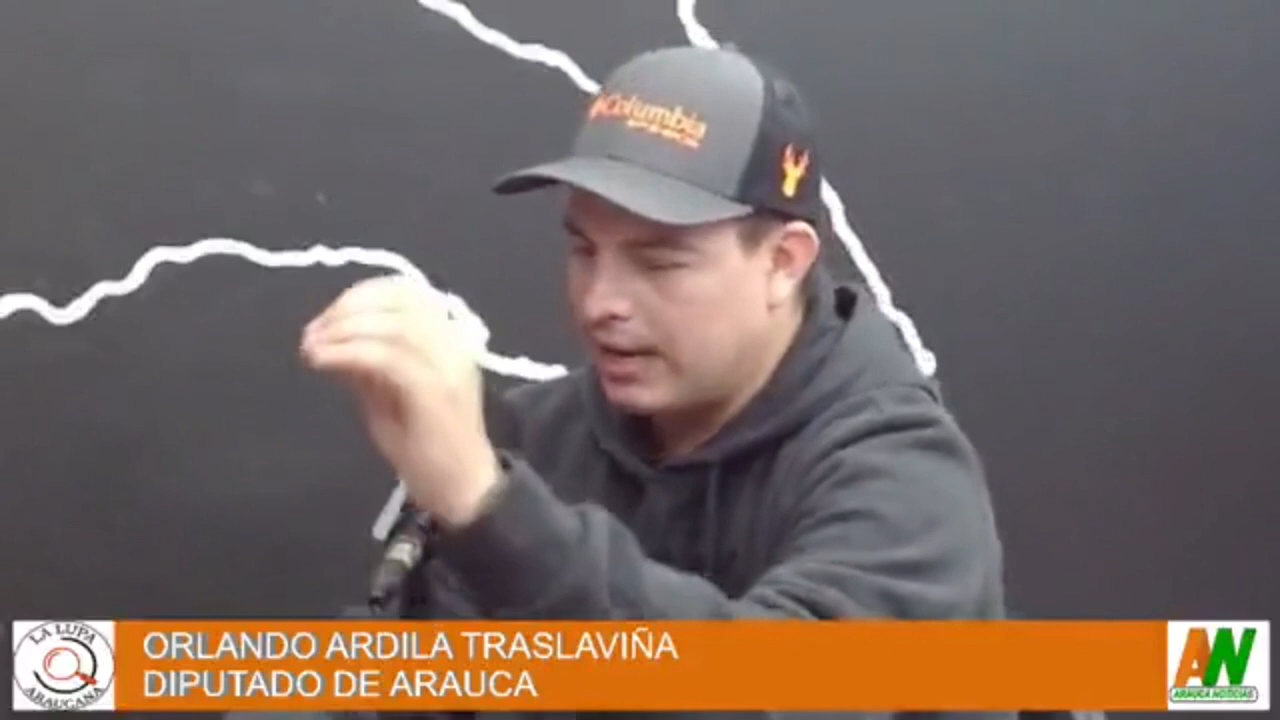 Columbia
ORLANDO ARDILA TRASLAVIÑA
DIPUTADO DE ARAUCA
LA LUPA
ARAUCANA
AN
ARAUCA NOTICIAS